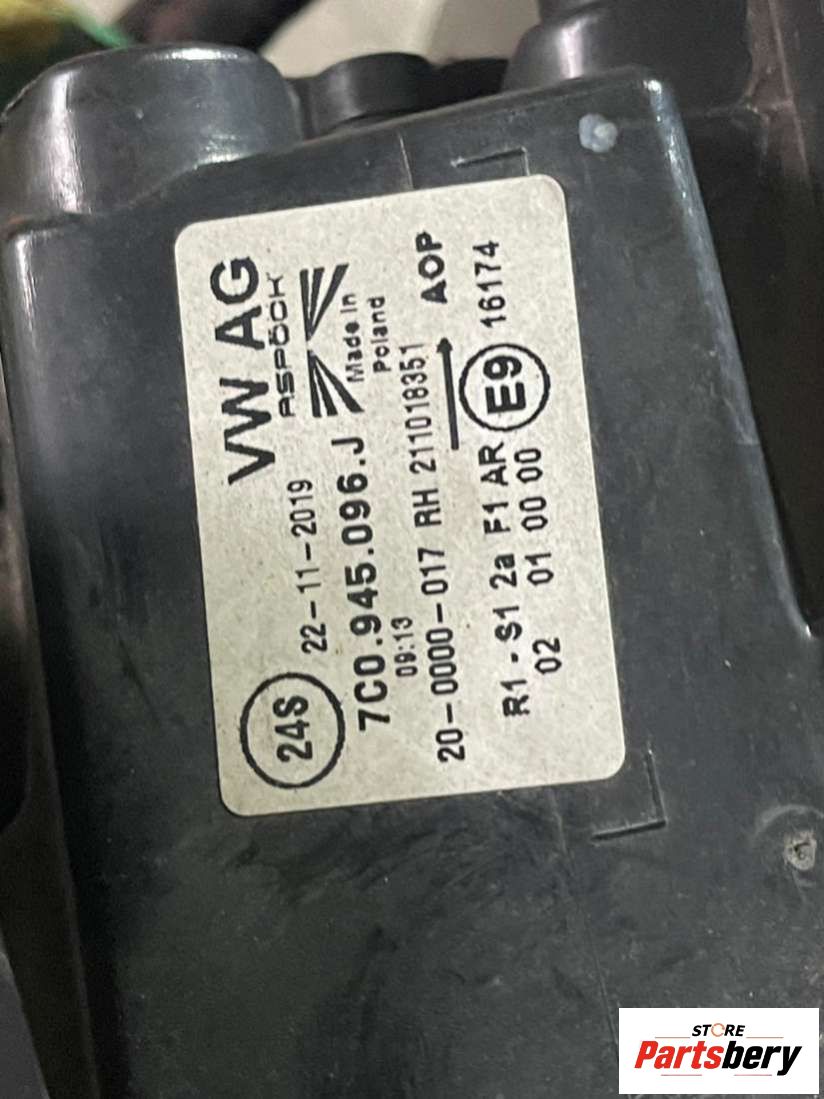 VW AG
ASPÖCK
Made In
Poland
24S
22-11-2019
7C0.945.096.J
09:13
20-0000-017 RH 211018351 AOP
R1-S1 2a F1 AR E9 16174
02 01 00 00
STORE
Partsbery